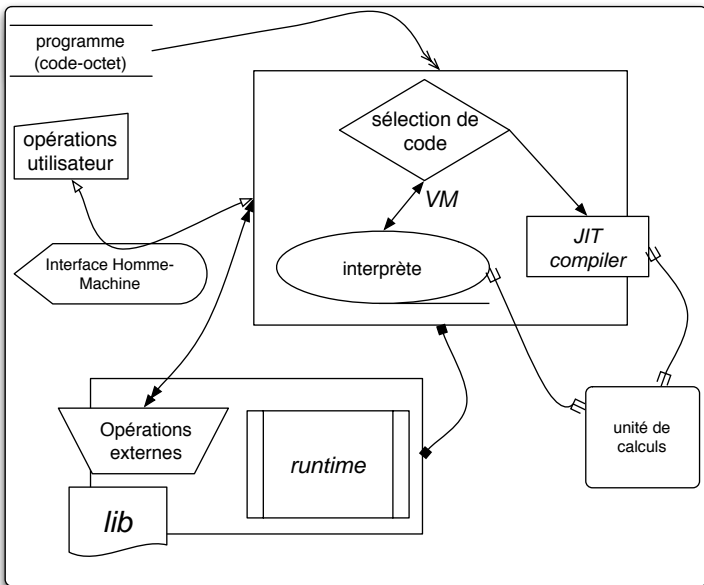 programme
(code-octet)
opérations
utilisateur
sélection de
code
VM
JIT
compiler
Interface Homme-
Machine
interprète
Opérations
externes
runtime
unité de
calculs
lib